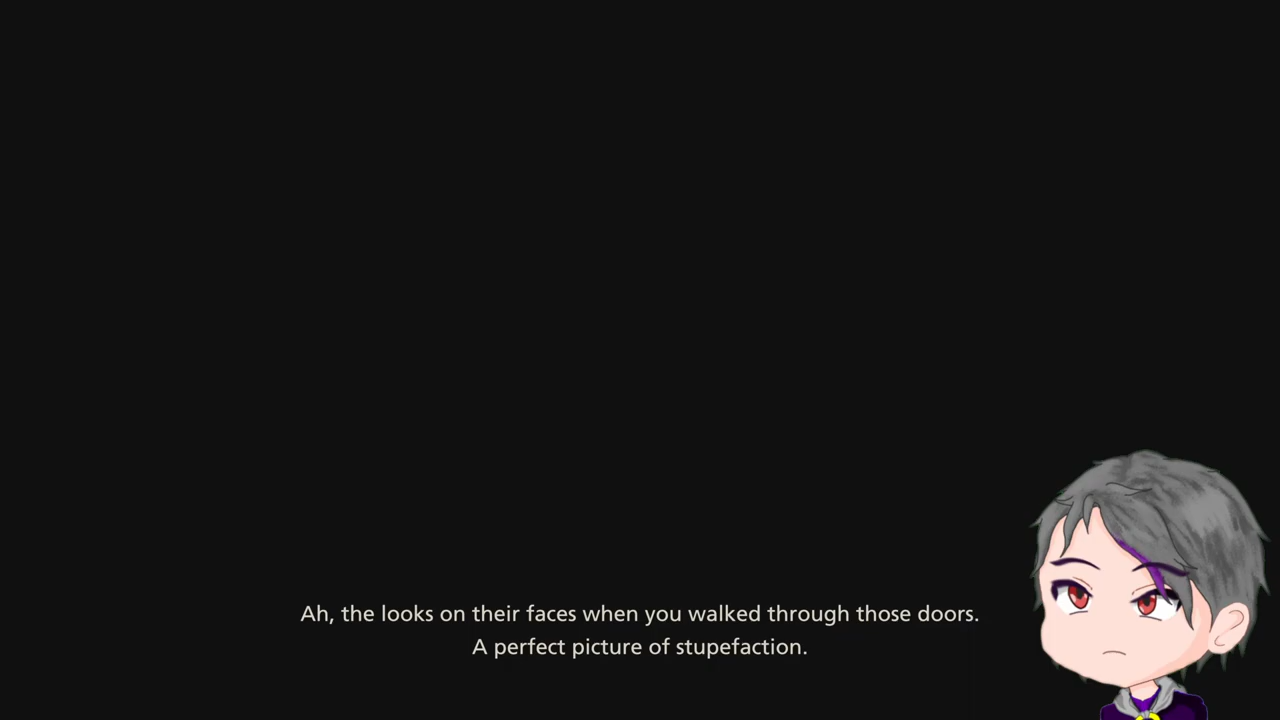 Ah, the looks on their faces when you walked through those doors.
A perfect picture of stupefaction.